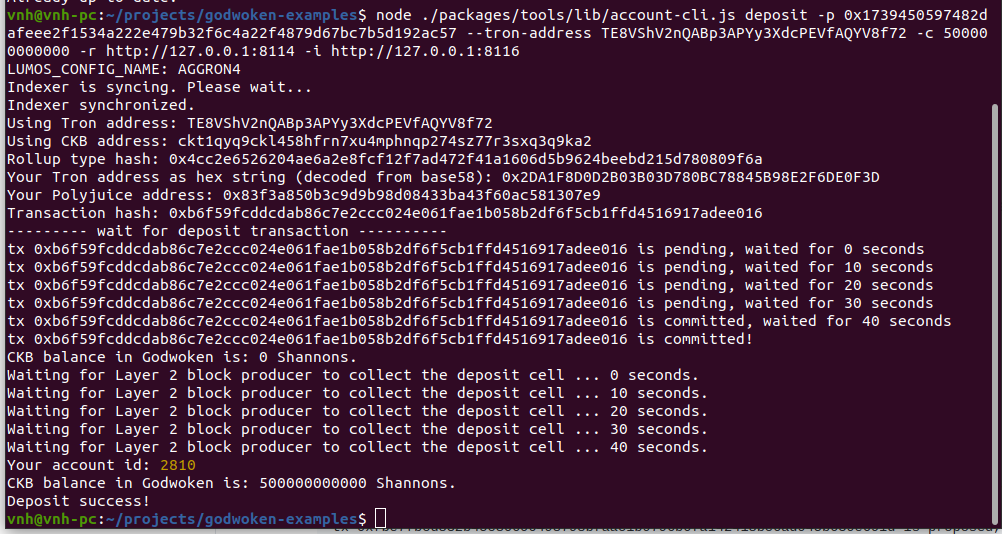 vnh@vnh-pc:~/projects/godwoken-examples$ node ./packages/tools/lib/account-cli.js deposit -p 0x1739450597482d
afeee2f1534a222e479b32f6c4a22f4879d67bc7b5d192ac57 --tron-address TE8VShV2nQABp3APYy3XdcPEVfAQYV8f72 -c 50000
0000000 -r http://127.0.0.1:8114 -i http://127.0.0.1:8116
LUMOS_CONFIG_NAME: AGGRON4
Indexer is syncing. Please wait...
Indexer synchronized.
Using Tron address: TE8VShV2nQABp3APYy3XdcPEVfAQYV8f72
Using CKB address: ckt1qyq9ckl458hfrn7xu4mphnqp274sz77r3sxq3q9ka2
Rollup type hash: 0x4cc2e6526204ae6a2e8fcf12f7ad472f41a1606d5b9624beebd215d780809f6a
Your Tron address as hex string (decoded from base58): 0x2DA1F8D0D2B03B03D780BC78845B98E2F6DE0F3D
Your Polyjuice address: 0x83f3a850b3c9d9b98d08433ba43f60ac581307e9
Transaction hash: 0xb6f59fcddcdab86c7e2ccc024e061fae1b058b2df6f5cb1ffd4516917adee016
--------- wait for deposit transaction ----------
tx 0xb6f59fcddcdab86c7e2ccc024e061fae1b058b2df6f5cb1ffd4516917adee016 is pending, waited for 0 seconds
tx 0xb6f59fcddcdab86c7e2ccc024e061fae1b058b2df6f5cb1ffd4516917adee016 is pending, waited for 10 seconds
tx 0xb6f59fcddcdab86c7e2ccc024e061fae1b058b2df6f5cb1ffd4516917adee016 is pending, waited for 20 seconds
tx 0xb6f59fcddcdab86c7e2ccc024e061fae1b058b2df6f5cb1ffd4516917adee016 is pending, waited for 30 seconds
tx 0xb6f59fcddcdab86c7e2ccc024e061fae1b058b2df6f5cb1ffd4516917adee016 is committed, waited for 40 seconds
tx 0xb6f59fcddcdab86c7e2ccc024e061fae1b058b2df6f5cb1ffd4516917adee016 is committed!
CKB balance in Godwoken is: 0 Shannons.
Waiting for Layer 2 block producer to collect the deposit cell ... 0 seconds.
Waiting for Layer 2 block producer to collect the deposit cell ... 10 seconds.
Waiting for Layer 2 block producer to collect the deposit cell ... 20 seconds.
Waiting for Layer 2 block producer to collect the deposit cell ... 30 seconds.
Waiting for Layer 2 block producer to collect the deposit cell ... 40 seconds.
Your account id: 2810
CKB balance in Godwoken is: 500000000000 Shannons.
Deposit success!
vnh@vnh-pc:~/projects/godwoken-examples$